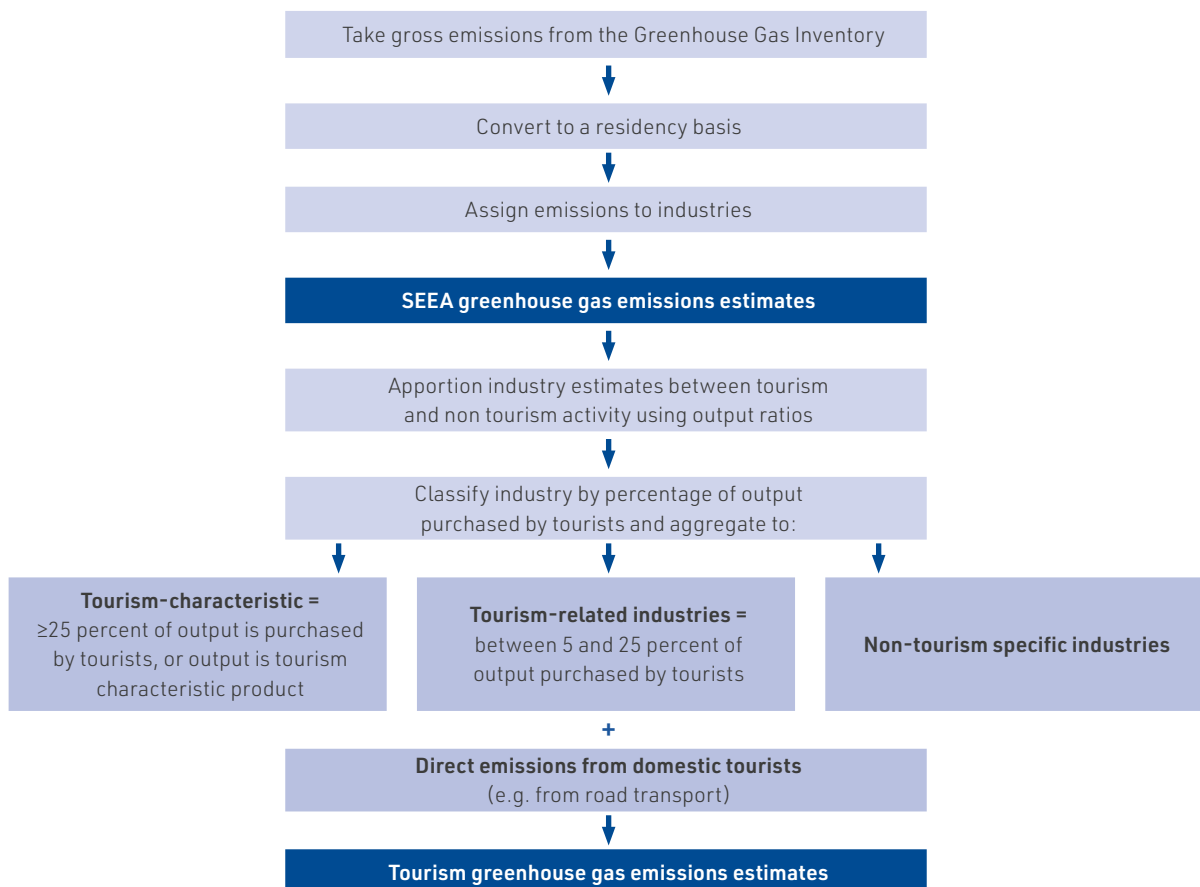 Take gross emissions from the Greenhouse Gas Inventory
Convert to a residency basis
Assign emissions to industries
SEEA greenhouse gas emissions estimates
Apportion industry estimates between tourism
and non tourism activity using output ratios
Classify industry by percentage of output
purchased by tourists and aggregate to:
Tourism-characteristic =
≥25 percent of output is purchased
by tourists, or output is tourism
characteristic product
Tourism-related industries =
between 5 and 25 percent of
output purchased by tourists
Non-tourism specific industries
+
Direct emissions from domestic tourists
(e.g. from road transport)
Tourism greenhouse gas emissions estimates